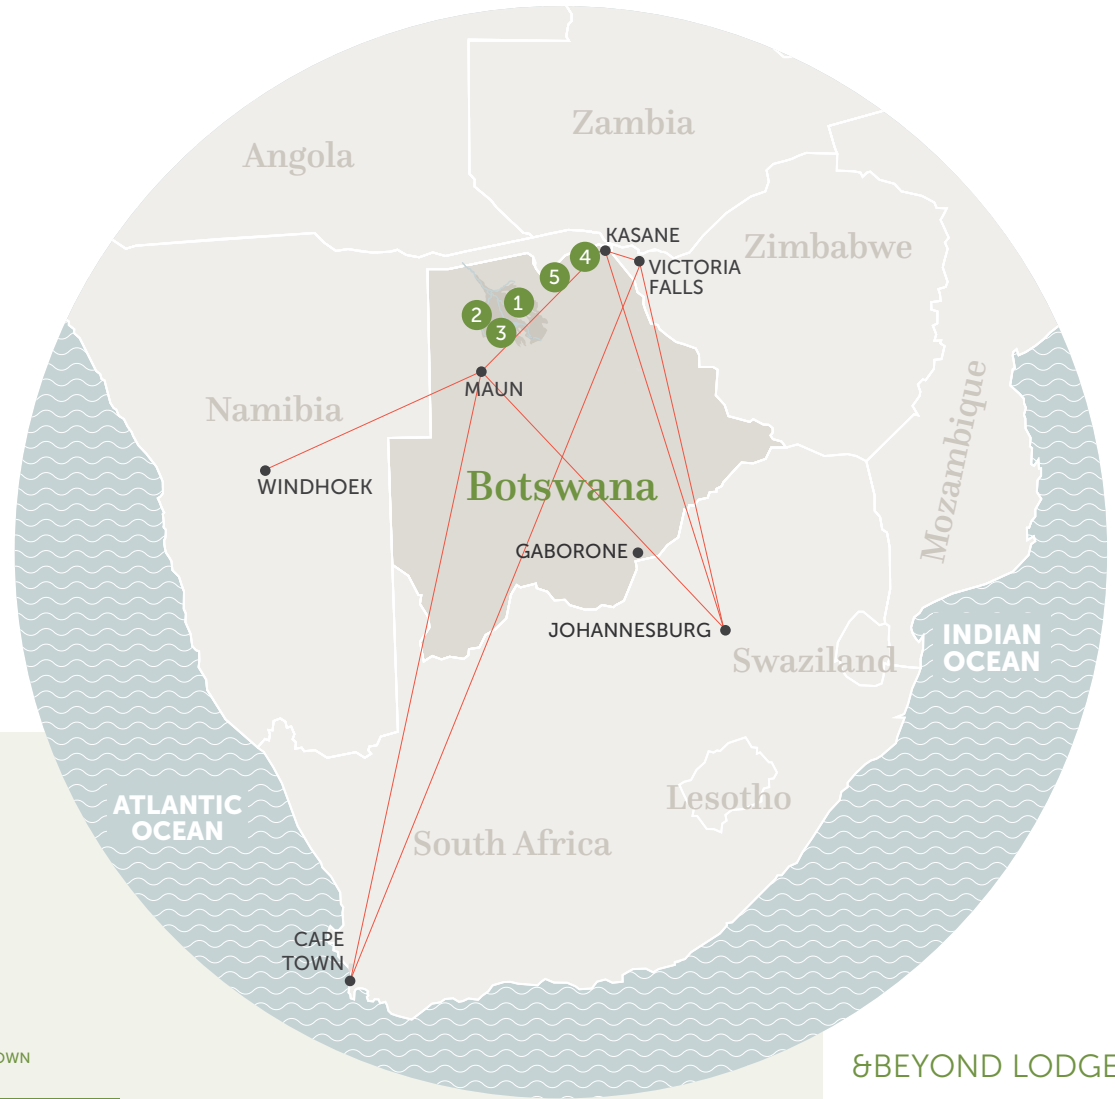 Zambia
Angola
KASANE
Zimbabwe
4
VICTORIA
FALLS
5
1
2
3
MAUN
Namibia
Mozambique
WINDHOEK
Botswana
GABORONE
JOHANNESBURG
INDIAN
OCEAN
Swaziland
ATLANTIC
OCEAN
Lesotho
South Africa
CAPE
TOWN
OWN
&BEYOND LODGE